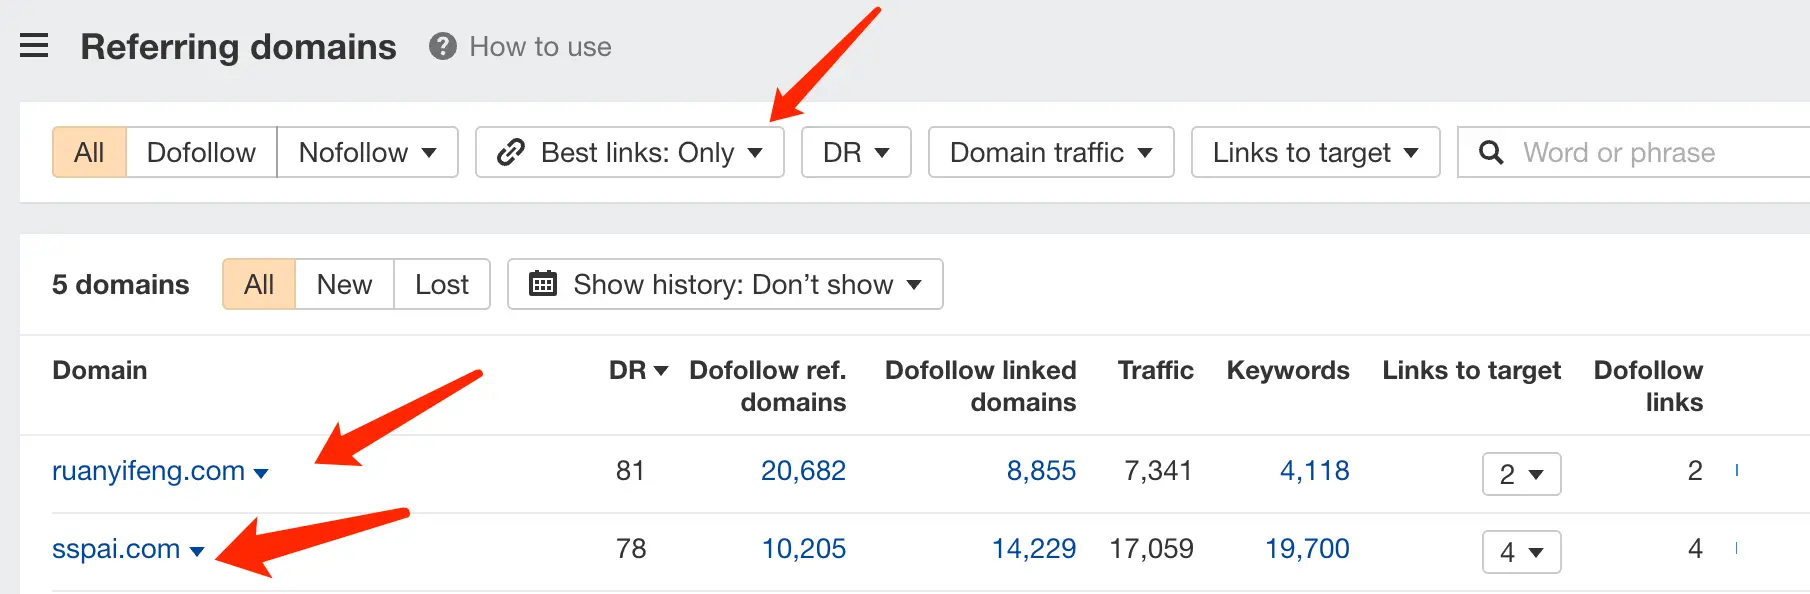 Referring domains How to use
All Dofollow Nofollow Best links: Only DR Domain traffic Links to target Word or phrase
5 domains All New Lost Show history: Don’t show
Domain DR Dofollow ref. domains Dofollow linked domains Traffic Keywords Links to target Dofollow links
ruanyifeng.com 81 20,682 8,855 7,341 4,118 2 2
sspai.com 78 10,205 14,229 17,059 19,700 4 4